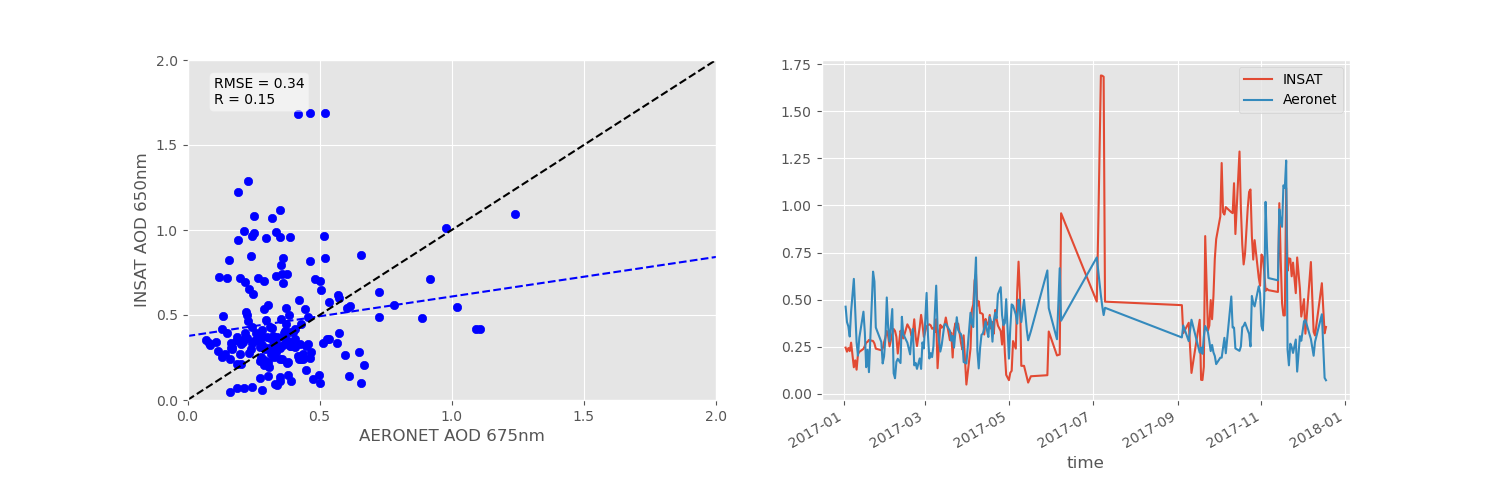 RMSE = 0.34
R = 0.15
2.0
1.5
1.0
0.5
0.0
INSAT AOD 650nm
0.0 0.5 1.0 1.5 2.0
AERONET AOD 675nm
INSAT
Aeronet
1.75
1.50
1.25
1.00
0.75
0.50
0.25
0.00
2017-01 2017-03 2017-05 2017-07 2017-09 2017-11 2018-01
time